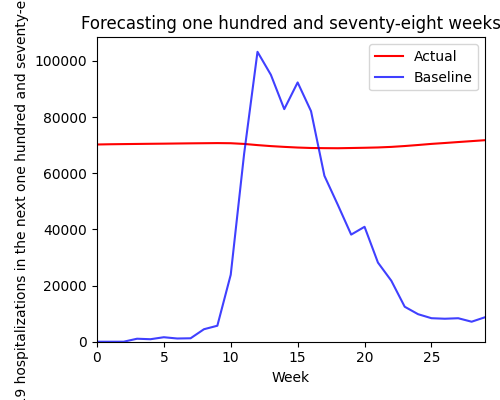 Forecasting one hundred and seventy-eight weeks
19 hospitalizations in the next one hundred and seventy-e
100000
80000
60000
40000
20000
0
Actual
Baseline
0 5 10 15 20 25
Week